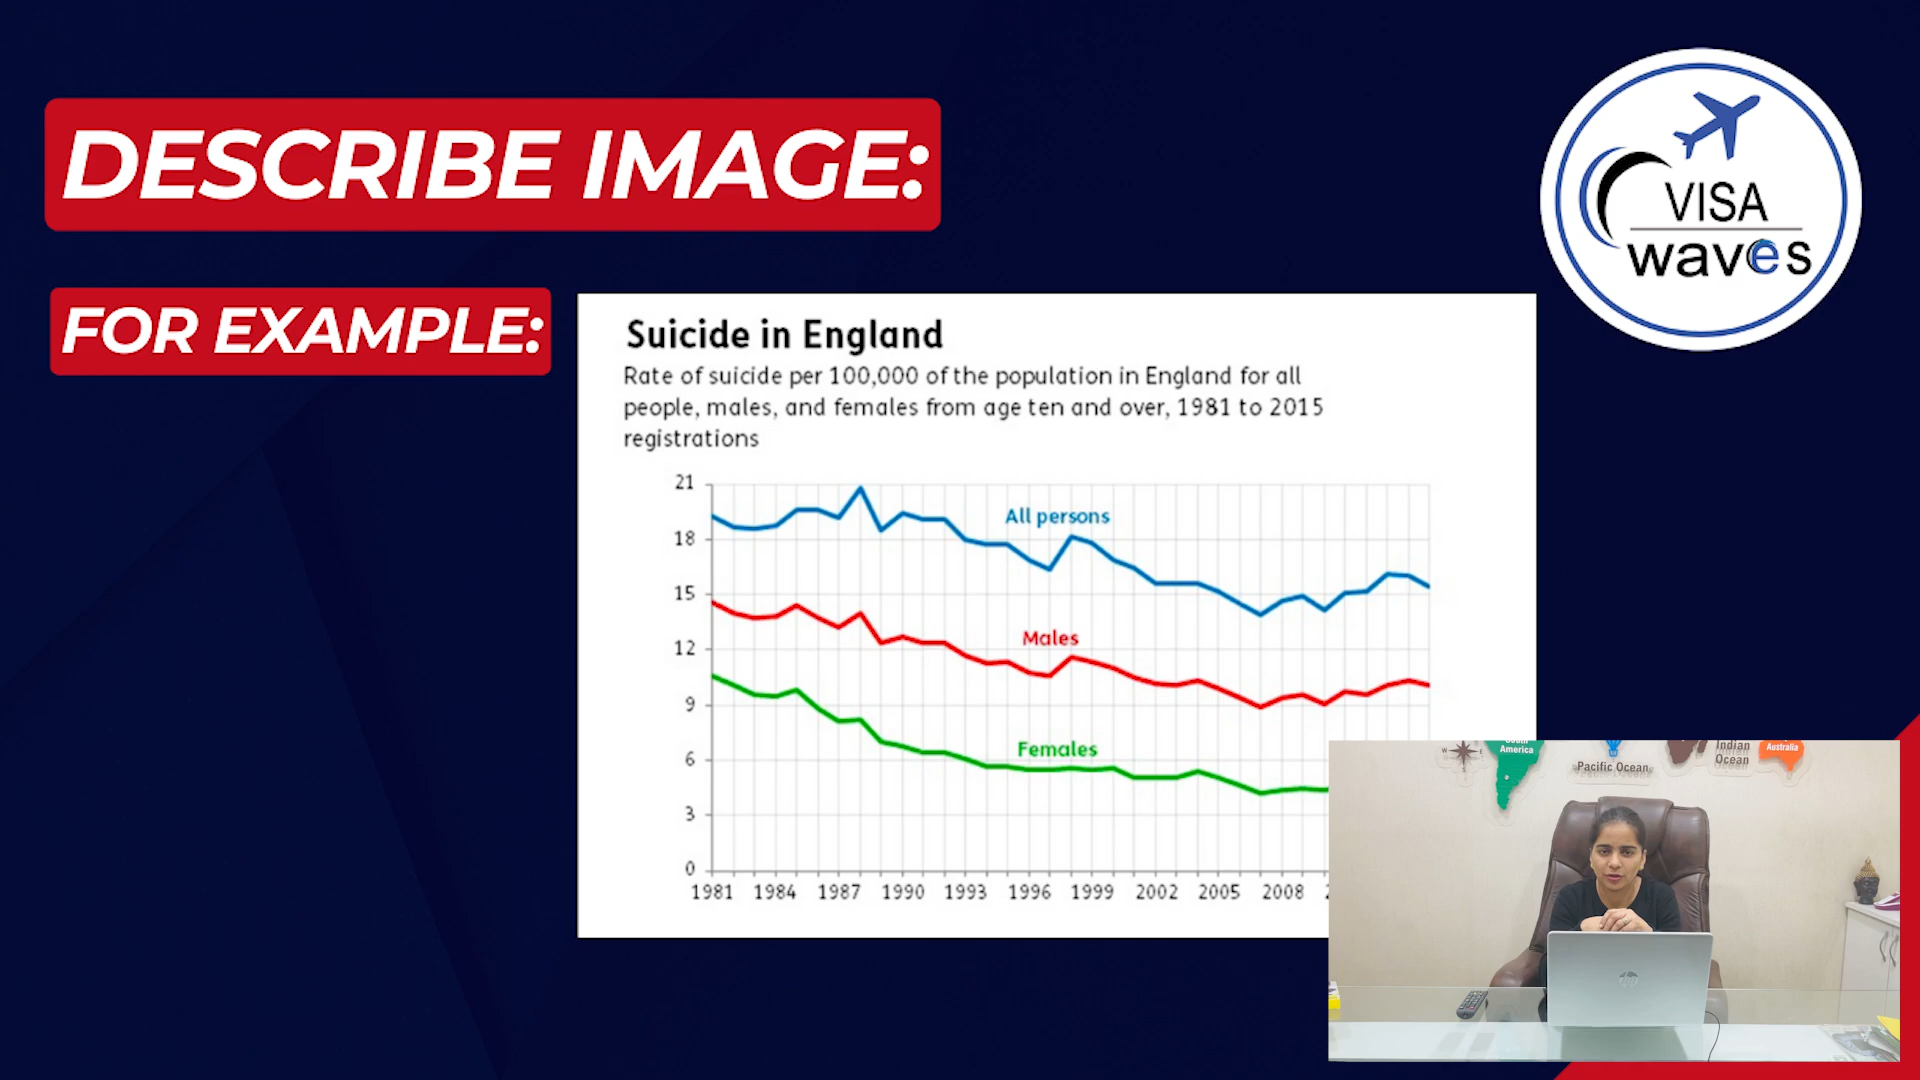 DESCRIBE IMAGE:
VISA
waves
FOR EXAMPLE:
Suicide in England
Rate of suicide per 100,000 of the population in England for all
people, males, and females from age ten and over, 1981 to 2015
registrations
21
18
15
12
9
6
3
0
All persons
Males
Females
1981 1984 1987 1990 1993 1996 1999 2002 2005 2008
W E
America
Pacific Ocean
Indian
Ocean
Australia
hp